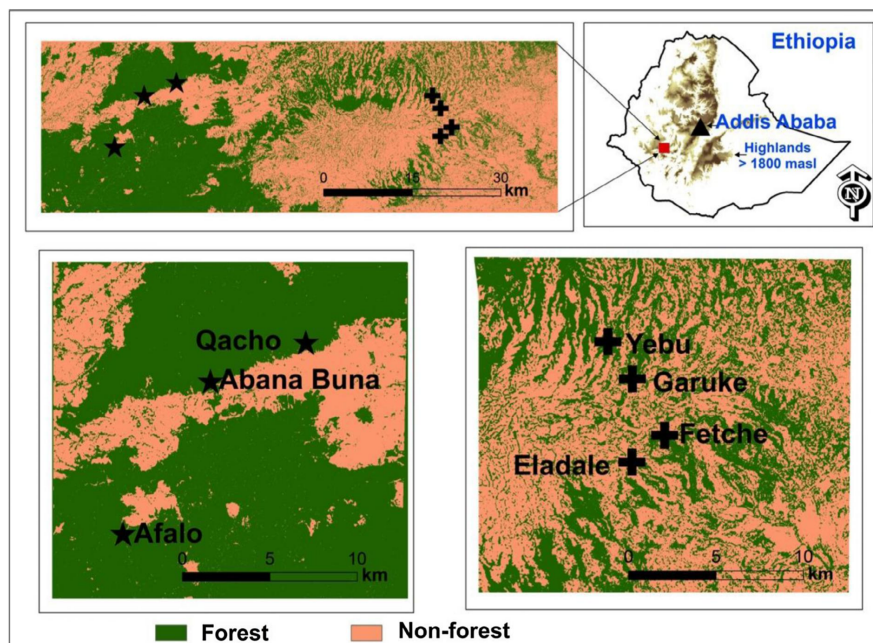 0 15 30
km
Ethiopia
Addis Ababa
Highlands
> 1800 masl
N
Qacho
Abana Buna
Afalo
0 5 10
km
Yebu
Garuke
Fetche
Eladale
0 5 10
km
Forest Non-forest